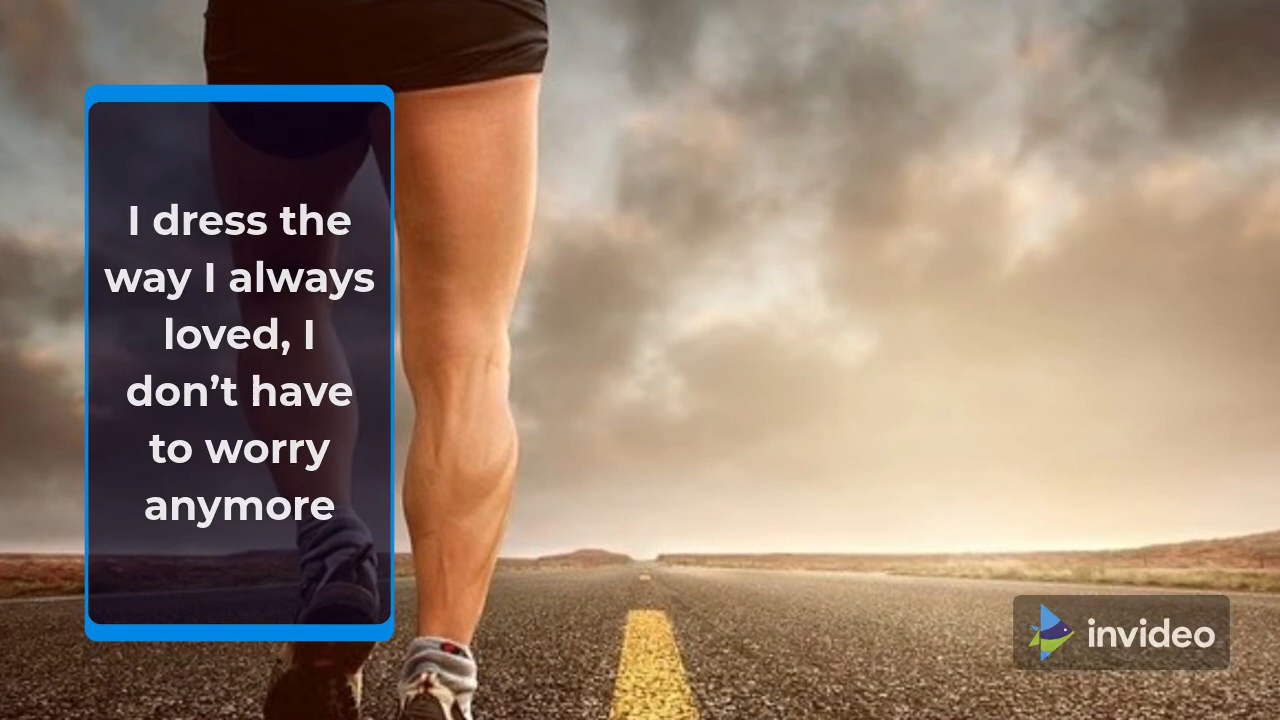 I dress the
way I always
loved, I
don’t have
to worry
anymore
invideo